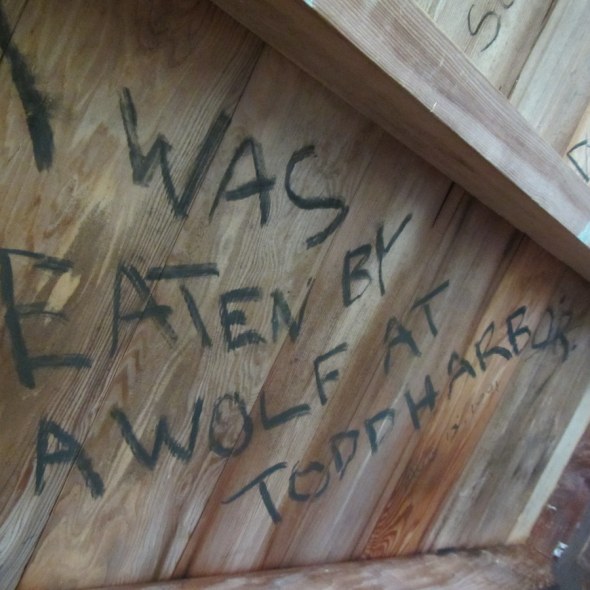 I WAS
EATEN BY
A WOLF AT
TODD HARBOR.